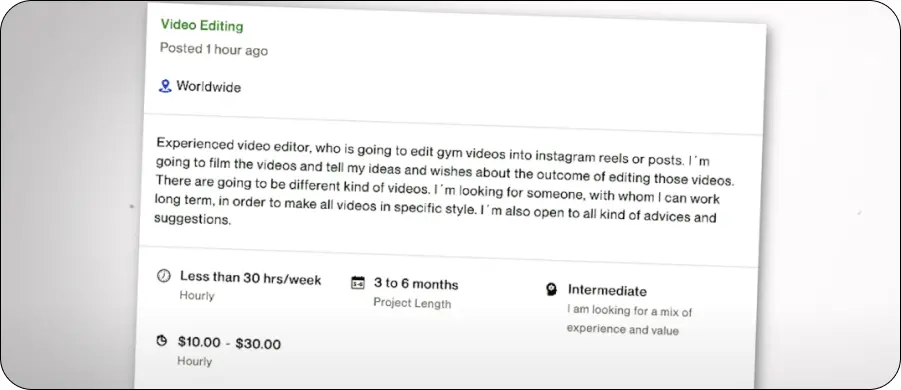 Video Editing
Posted 1 hour ago
Worldwide
Experienced video editor, who is going to edit gym videos into instagram reels or posts. I´m
going to film the videos and tell my ideas and wishes about the outcome of editing those videos.
There are going to be different kind of videos. I´m looking for someone, with whom I can work
long term, in order to make all videos in specific style. I´m also open to all kind of advices and
suggestions.
Less than 30 hrs/week
Hourly
3 to 6 months
Project Length
Intermediate
I am looking for a mix of
experience and value
$10.00 - $30.00
Hourly